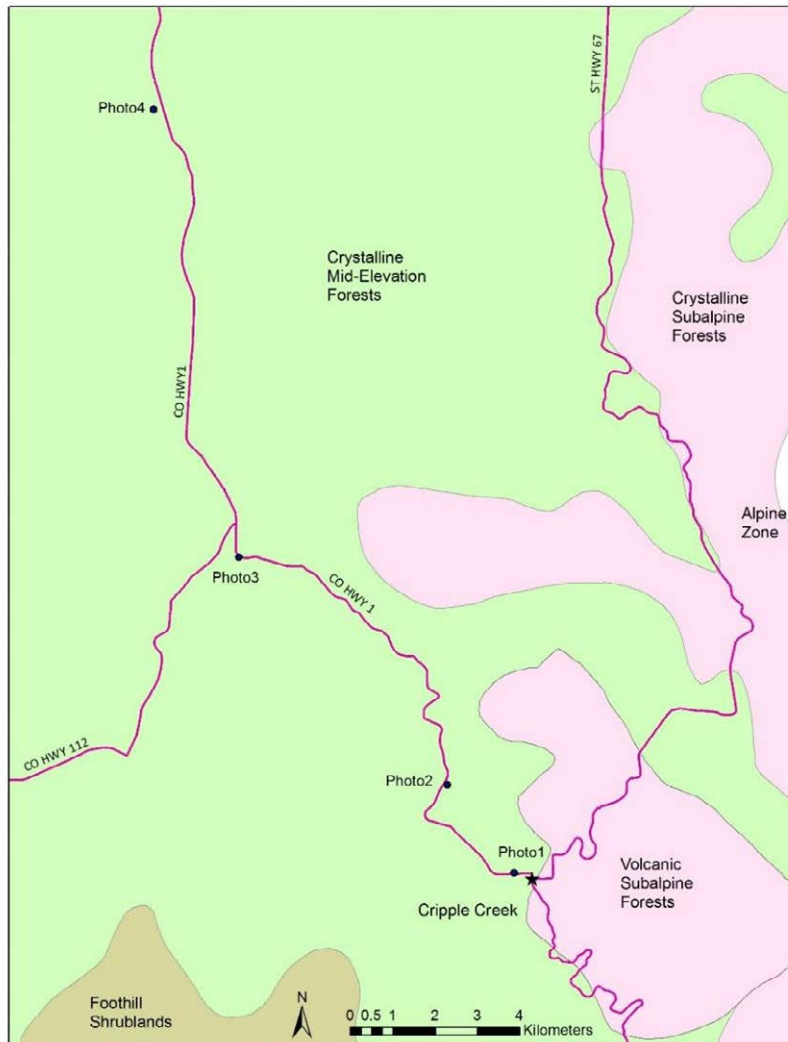 ST HWY 67
Photo4
Crystalline
Mid-Elevation
Forests
Crystalline
Subalpine
Forests
CO HWY1
Alpine
Zone
Photo3
CO HWY 1
CO HWY 112
Photo2
Photo1
Volcanic
Subalpine
Forests
Cripple Creek
Foothill
Shrublands
N
0 0.5 1 2 3 4
Kilometers